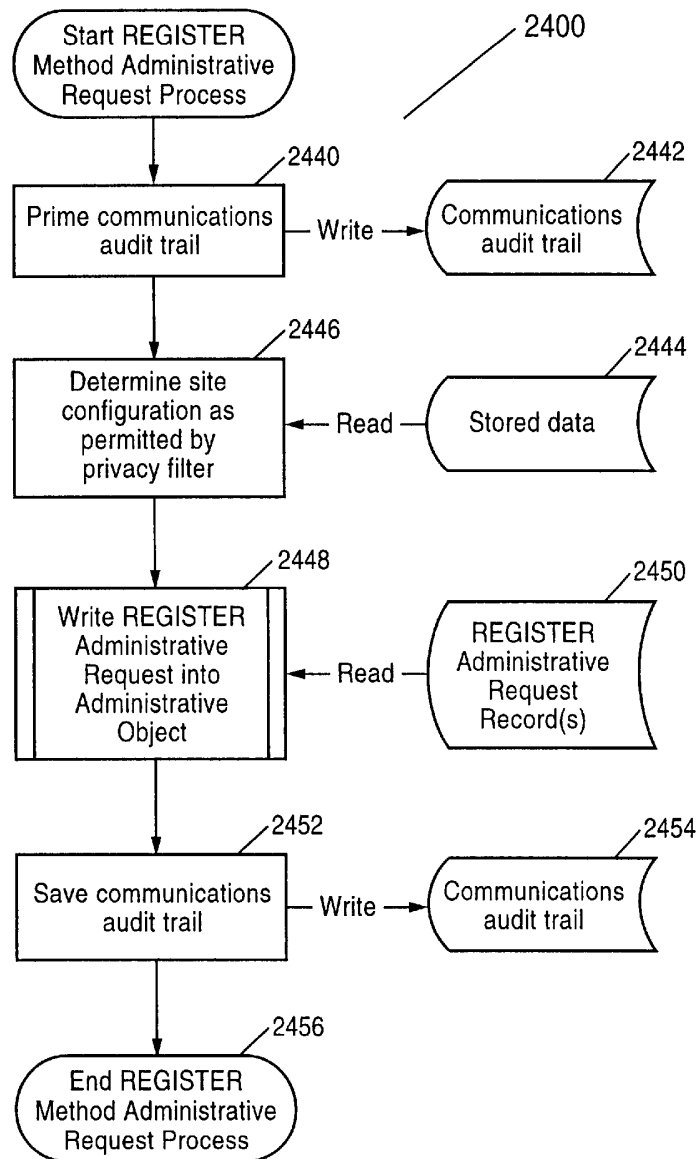 Start REGISTER
Method Administrative
Request Process
2400
2440
Prime communications
audit trail
Write
2442
Communications
audit trail
2446
Determine site
configuration as
permitted by
privacy filter
Read
2444
Stored data
2448
Write REGISTER
Administrative
Request into
Administrative
Object
Read
2450
REGISTER
Administrative
Request
Record(s)
2452
Save communications
audit trail
Write
2454
Communications
audit trail
2456
End REGISTER
Method Administrative
Request Process